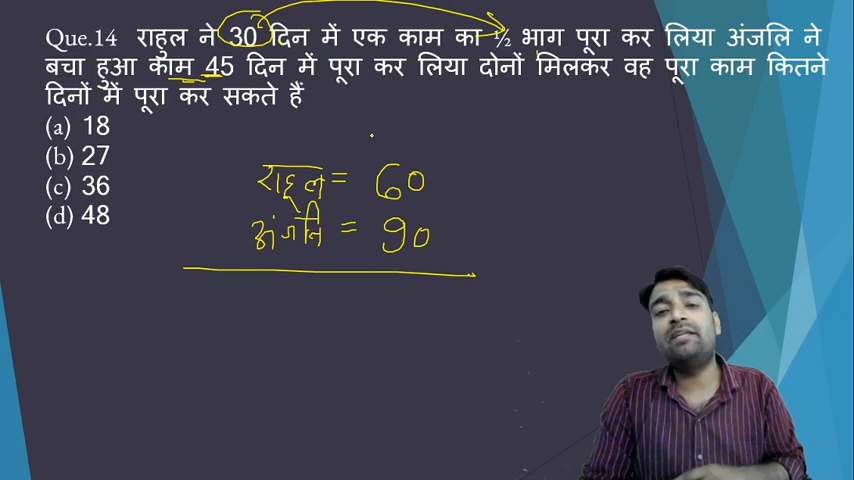 Que.14 राहुल ने 30 दिन में एक काम का ½ भाग पूरा कर लिया अंजलि ने
बचा हुआ काम 45 दिन में पूरा कर लिया दोनों मिलकर वह पूरा काम कितने
दिनों में पूरा कर सकते हैं
(a) 18
(b) 27
(c) 36
(d) 48
राहूल = 60
अंजलि = 90